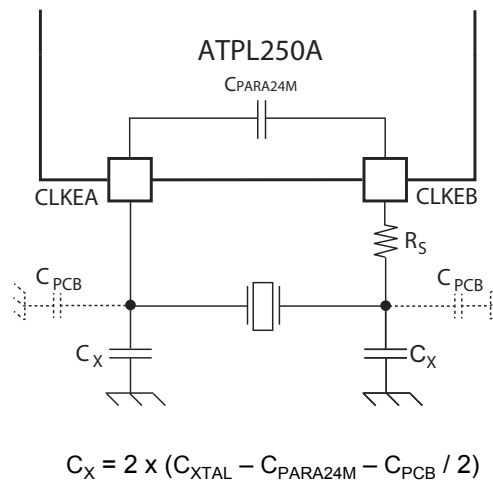 ATPL250A
CPARA24M
CLKEA
CLKEB
RS
CPCB
CPCB
CX
CX
CX = 2 x (CXTAL – CPARA24M – CPCB / 2)